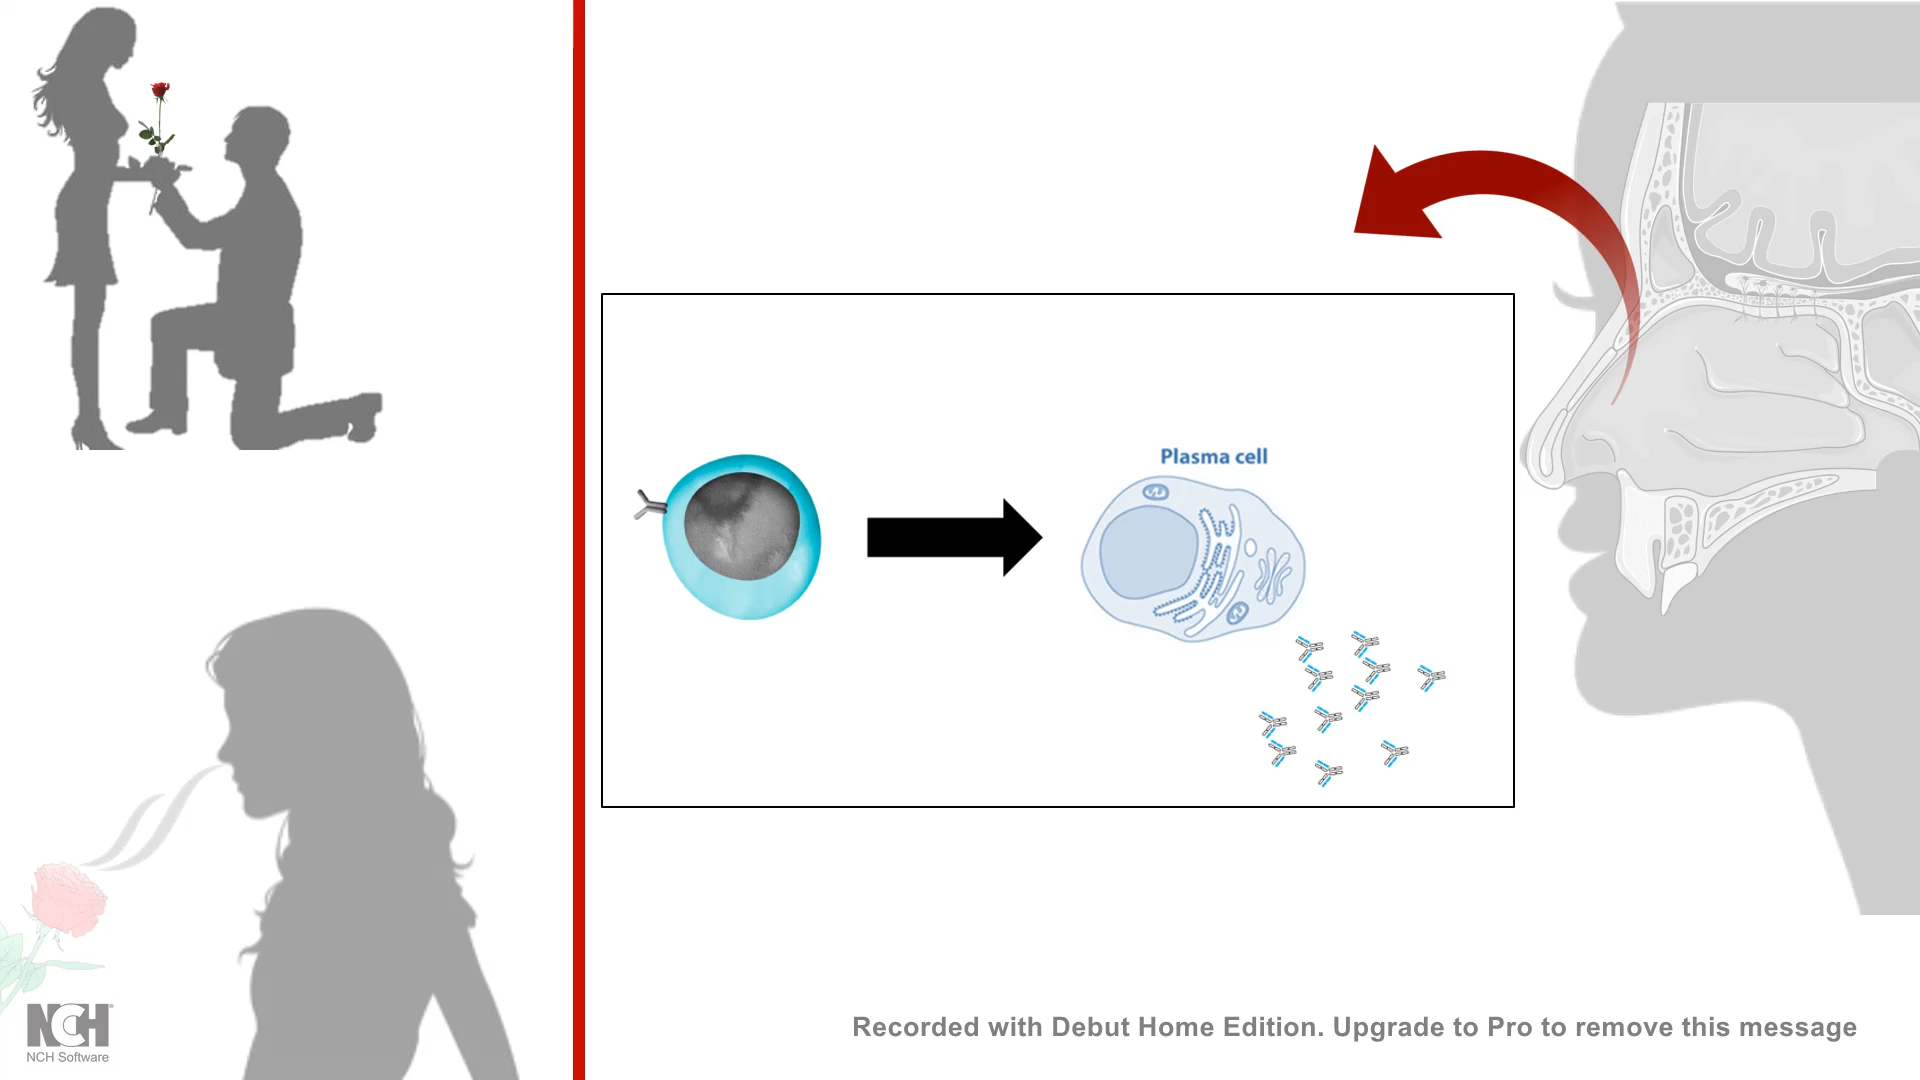 Plasma cell
NCH
NCH Software
Recorded with Debut Home Edition. Upgrade to Pro to remove this message